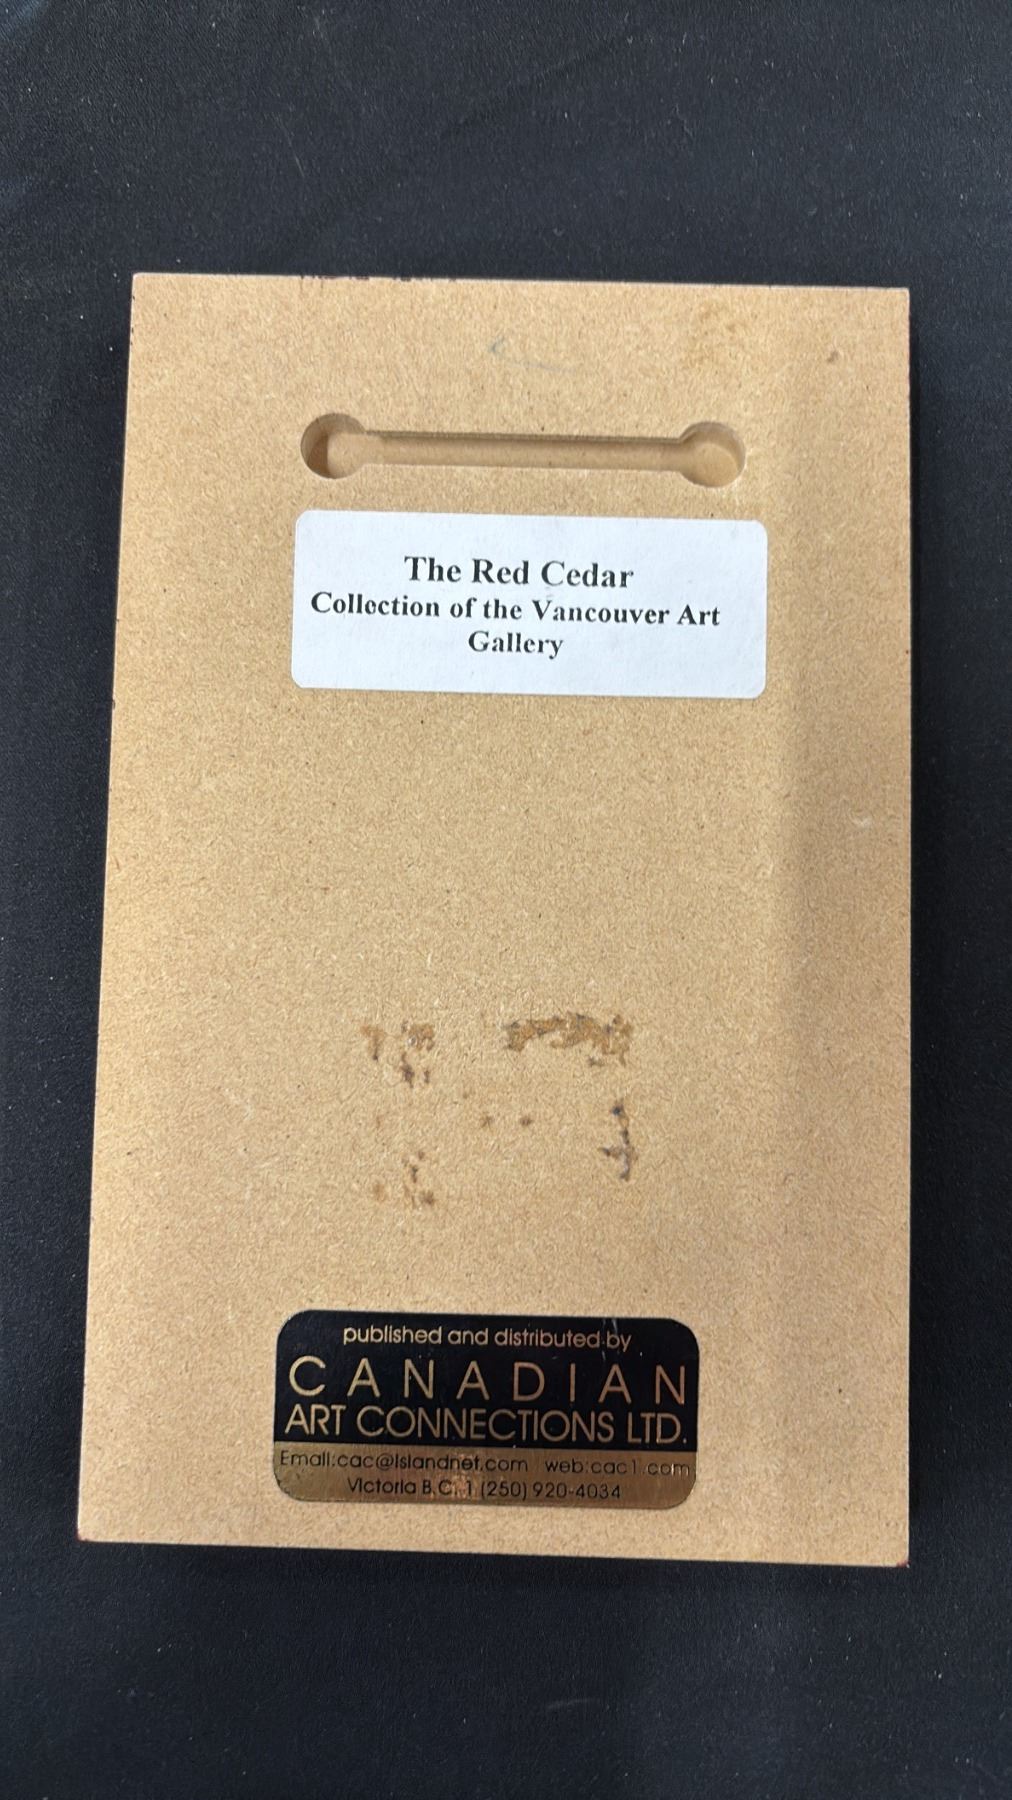 The Red Cedar
Collection of the Vancouver Art
Gallery
published and distributed by
CANADIAN
ART CONNECTIONS LTD.
Email:cac@islandnet.com web:cac1.com
Victoria B.C. 1 (250) 920-4034